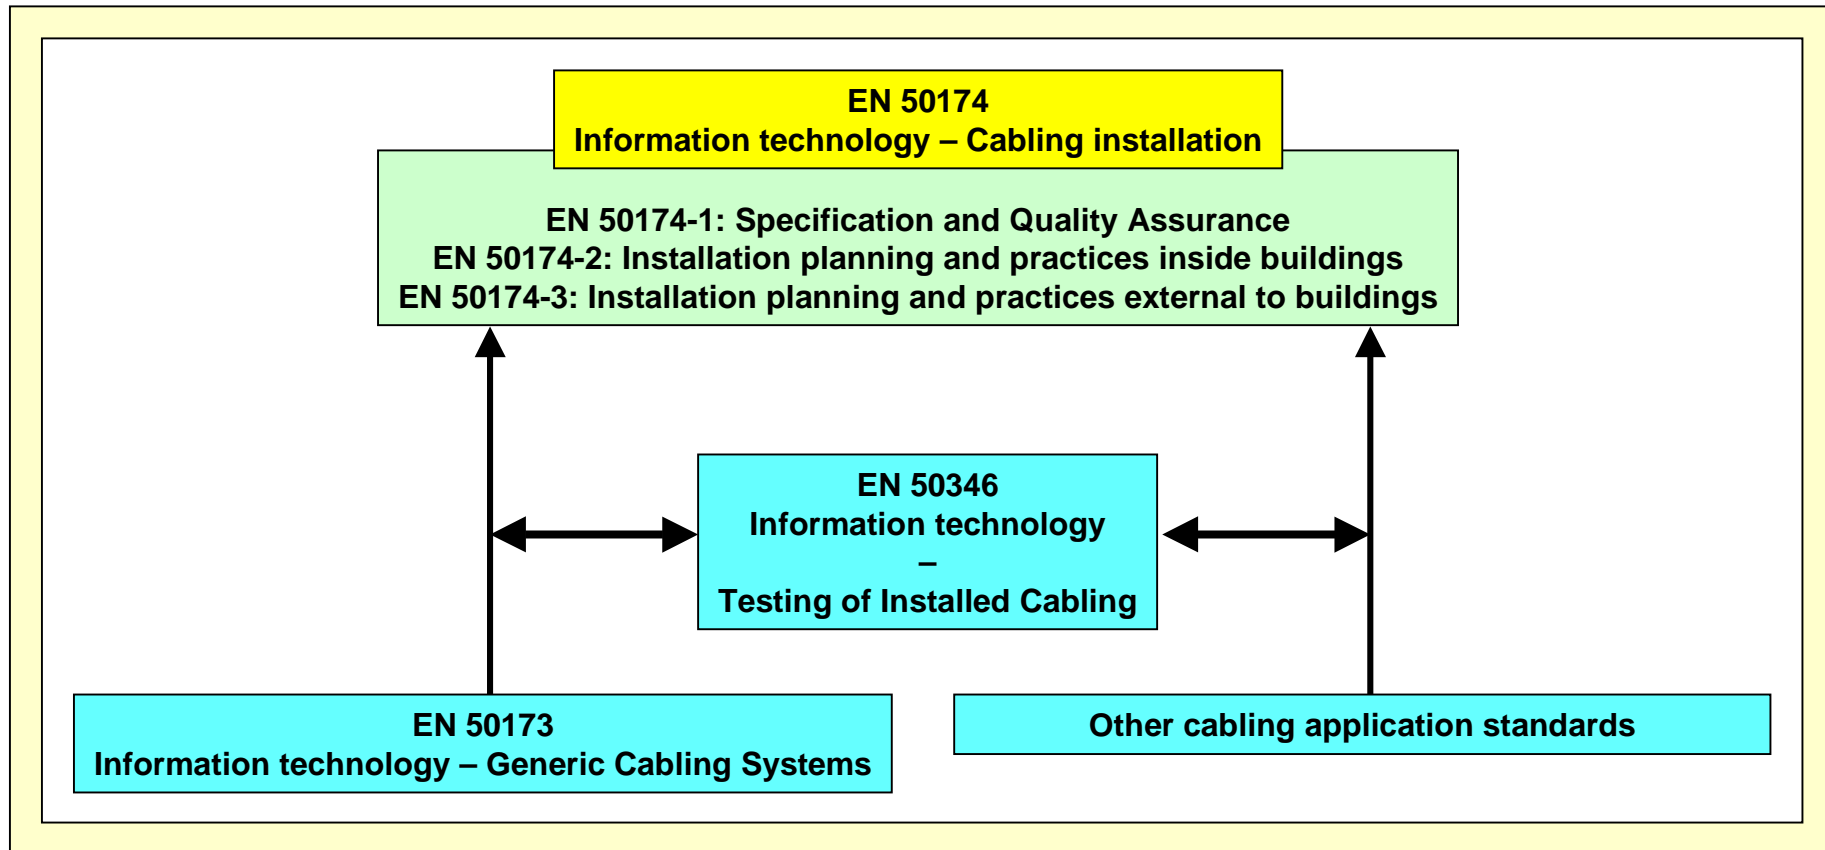 EN 50174
Information technology – Cabling installation
EN 50174-1: Specification and Quality Assurance
EN 50174-2: Installation planning and practices inside buildings
EN 50174-3: Installation planning and practices external to buildings
EN 50346
Information technology
–
Testing of Installed Cabling
EN 50173
Information technology – Generic Cabling Systems
Other cabling application standards